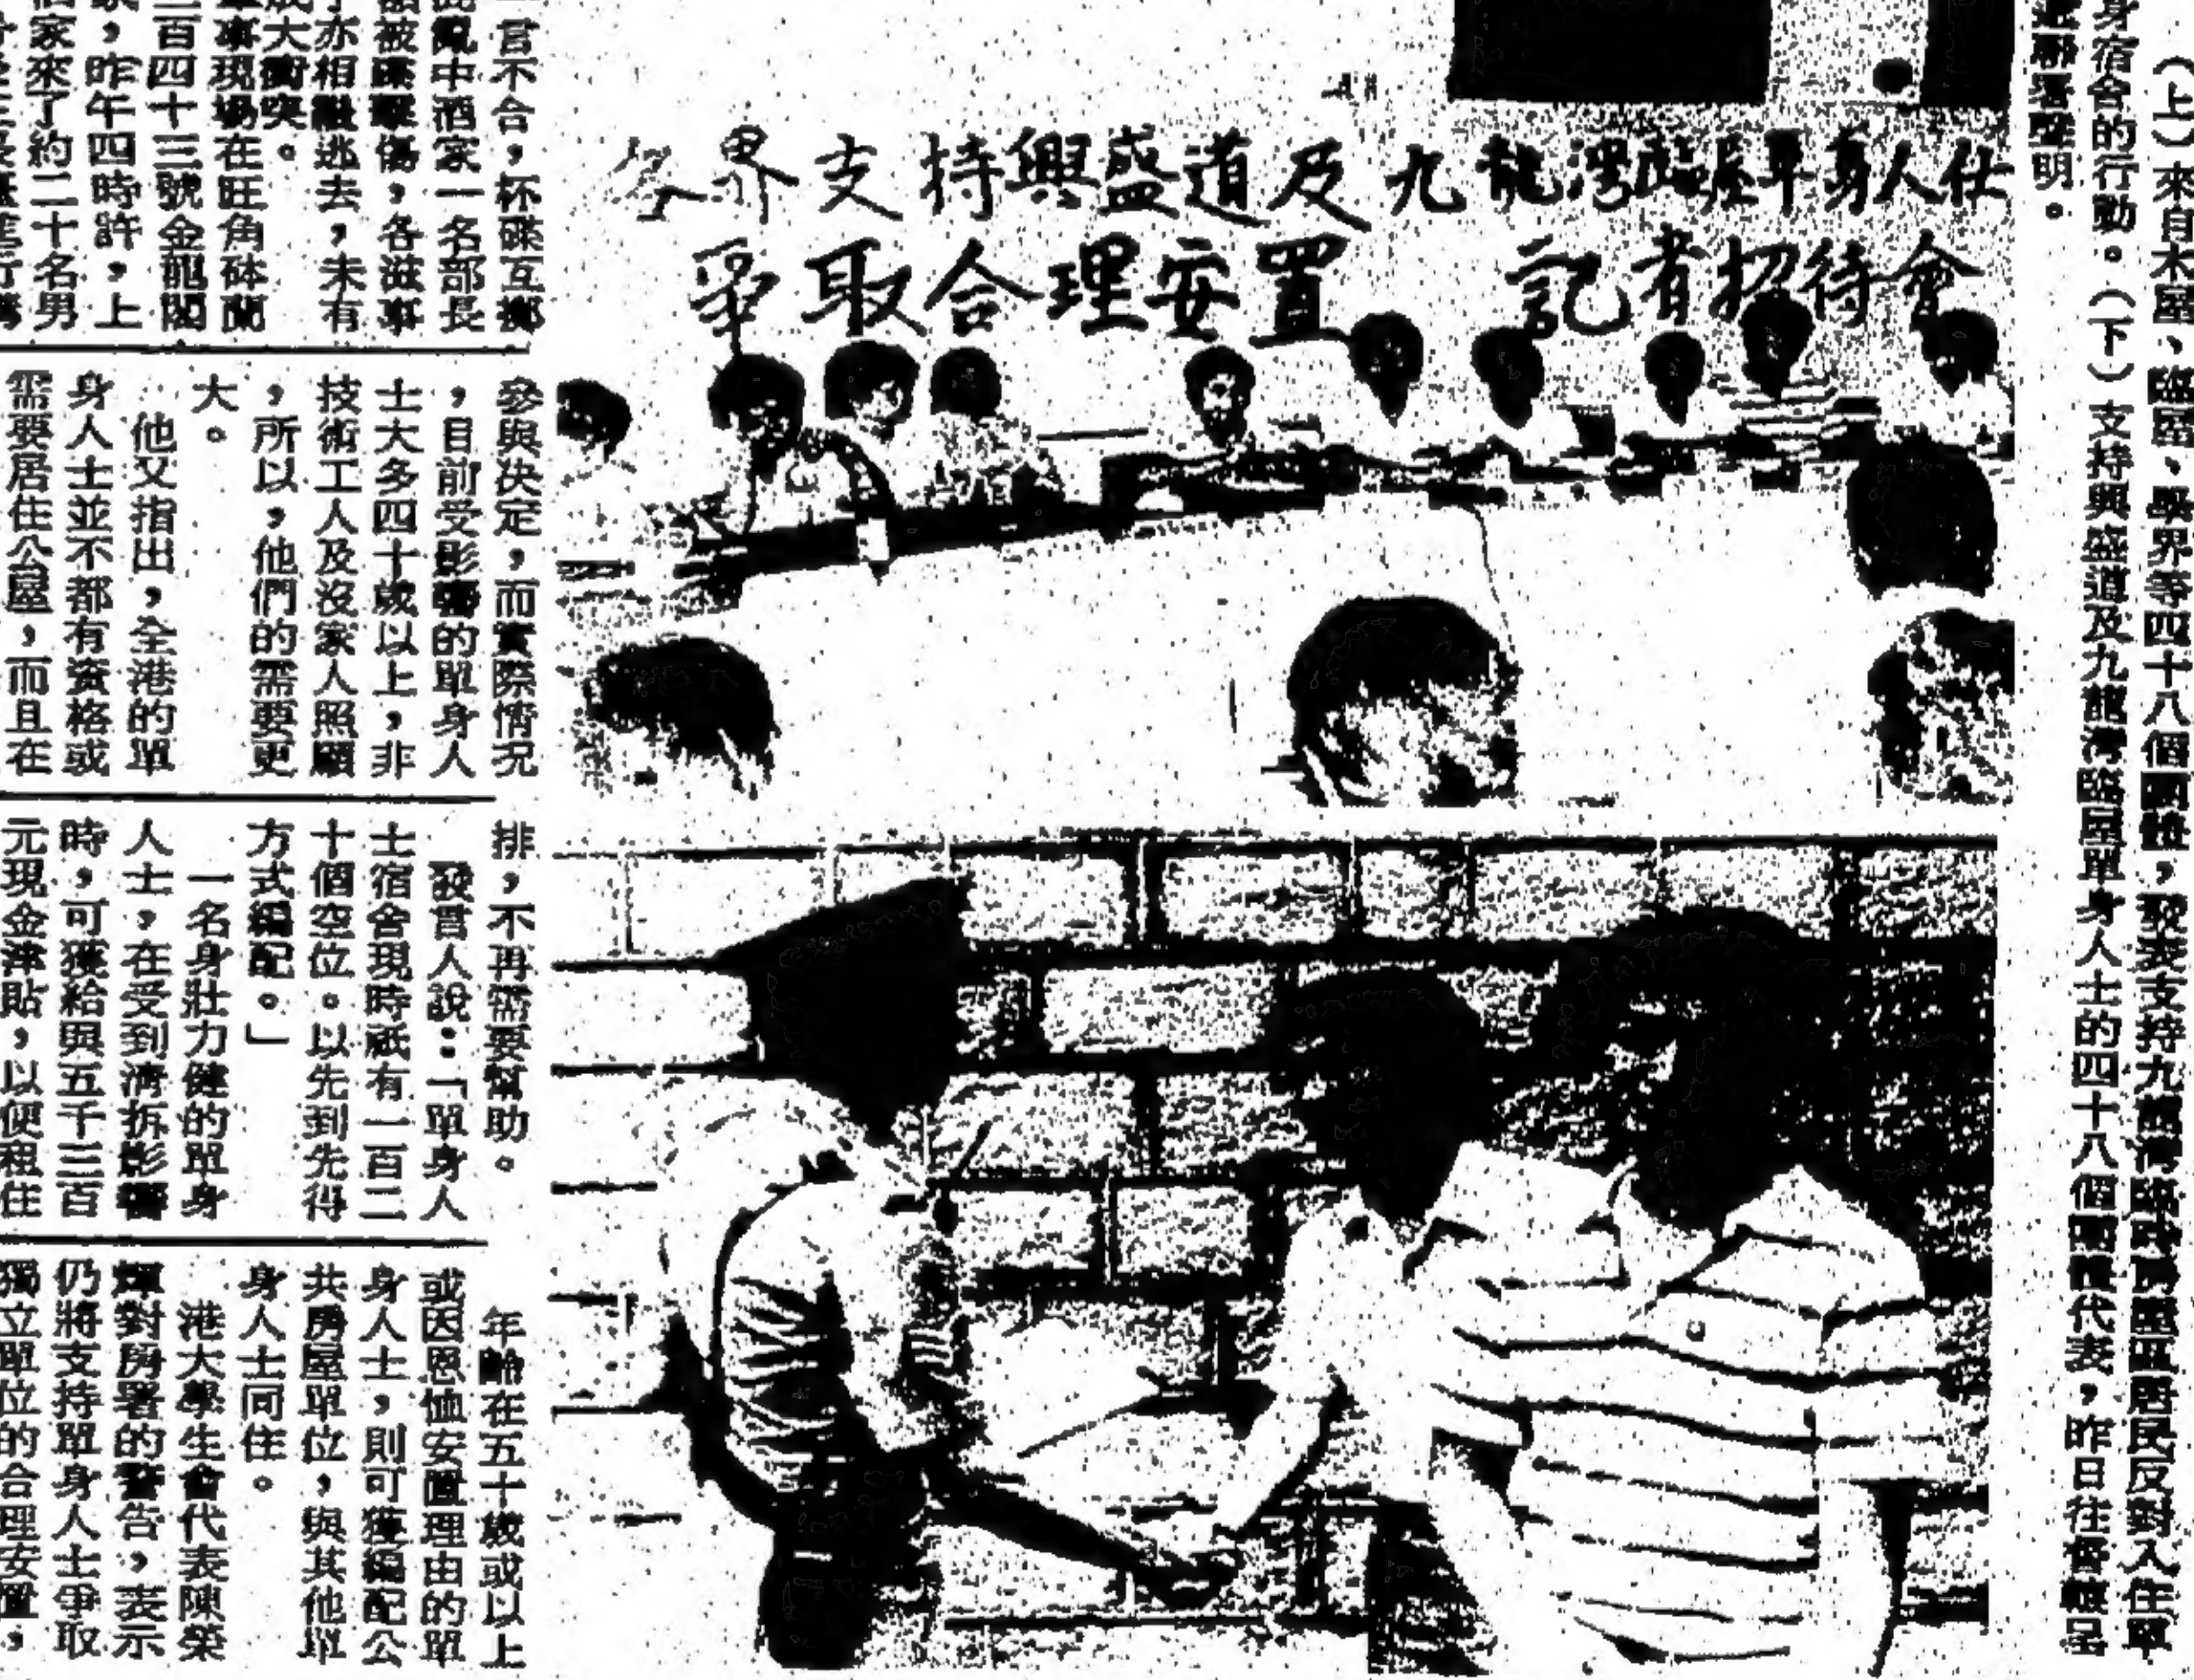 (上)來自木屋、臨屋、學界等四十八個團體，發表支持九龍灣臨時房屋區居民反對入住單
身宿舍的行動。(下)支持興盛道及九龍灣臨屋單身人士的四十八個團體代表，昨日往督轅呈
遞聯署聲明。
各界支持興盛道及九龍灣臨屋單身人仕
爭取合理安置 記者招待會
一言不合，杯碟互擲
混亂中酒家一名部長
被碟擊傷，各滋事
亦相繼逃去，未有
大衝突。
事現場在旺角砵蘭
百四十三號金龍閣
，昨午四時許，上
家來了約二十名男
參與決定，而實際情况
，目前受影響的單身人
士大多四十歲以上，非
技術工人及沒家人照顧
，所以，他們的需要更
大。
他又指出，全港的單
身人士並不都有資格或
需要居住公屋，而且在
排，不再需要幫助。
發言人說：「單身人
士宿舍現時祇有一百二
十個空位。以先到先得
方式編配。」
一名身壯力健的單身
人士，在受到清拆影響
時，可獲給與五千三百
元現金津貼，以便租住
年齡在五十歲或以上
或因恩恤安置理由的單
身人士，則可獲編配公
共房屋單位，與其他單
身人士同住。
港大學生會代表陳榮
輝對房署的警告，表示
仍將支持單身人士爭取
獨立單位的合理安置，